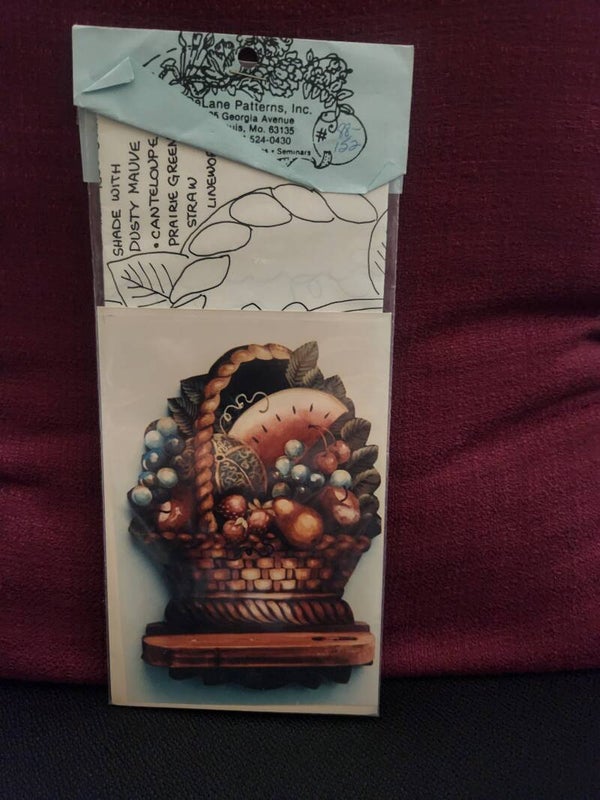 Lane Patterns, Inc.
Georgia Avenue
Mo. 63135
524-0430
Seminars
#
SHADE WITH
DUSTY MAUVE
• CANTELOUPE
PRAIRIE GREEN
STRAW